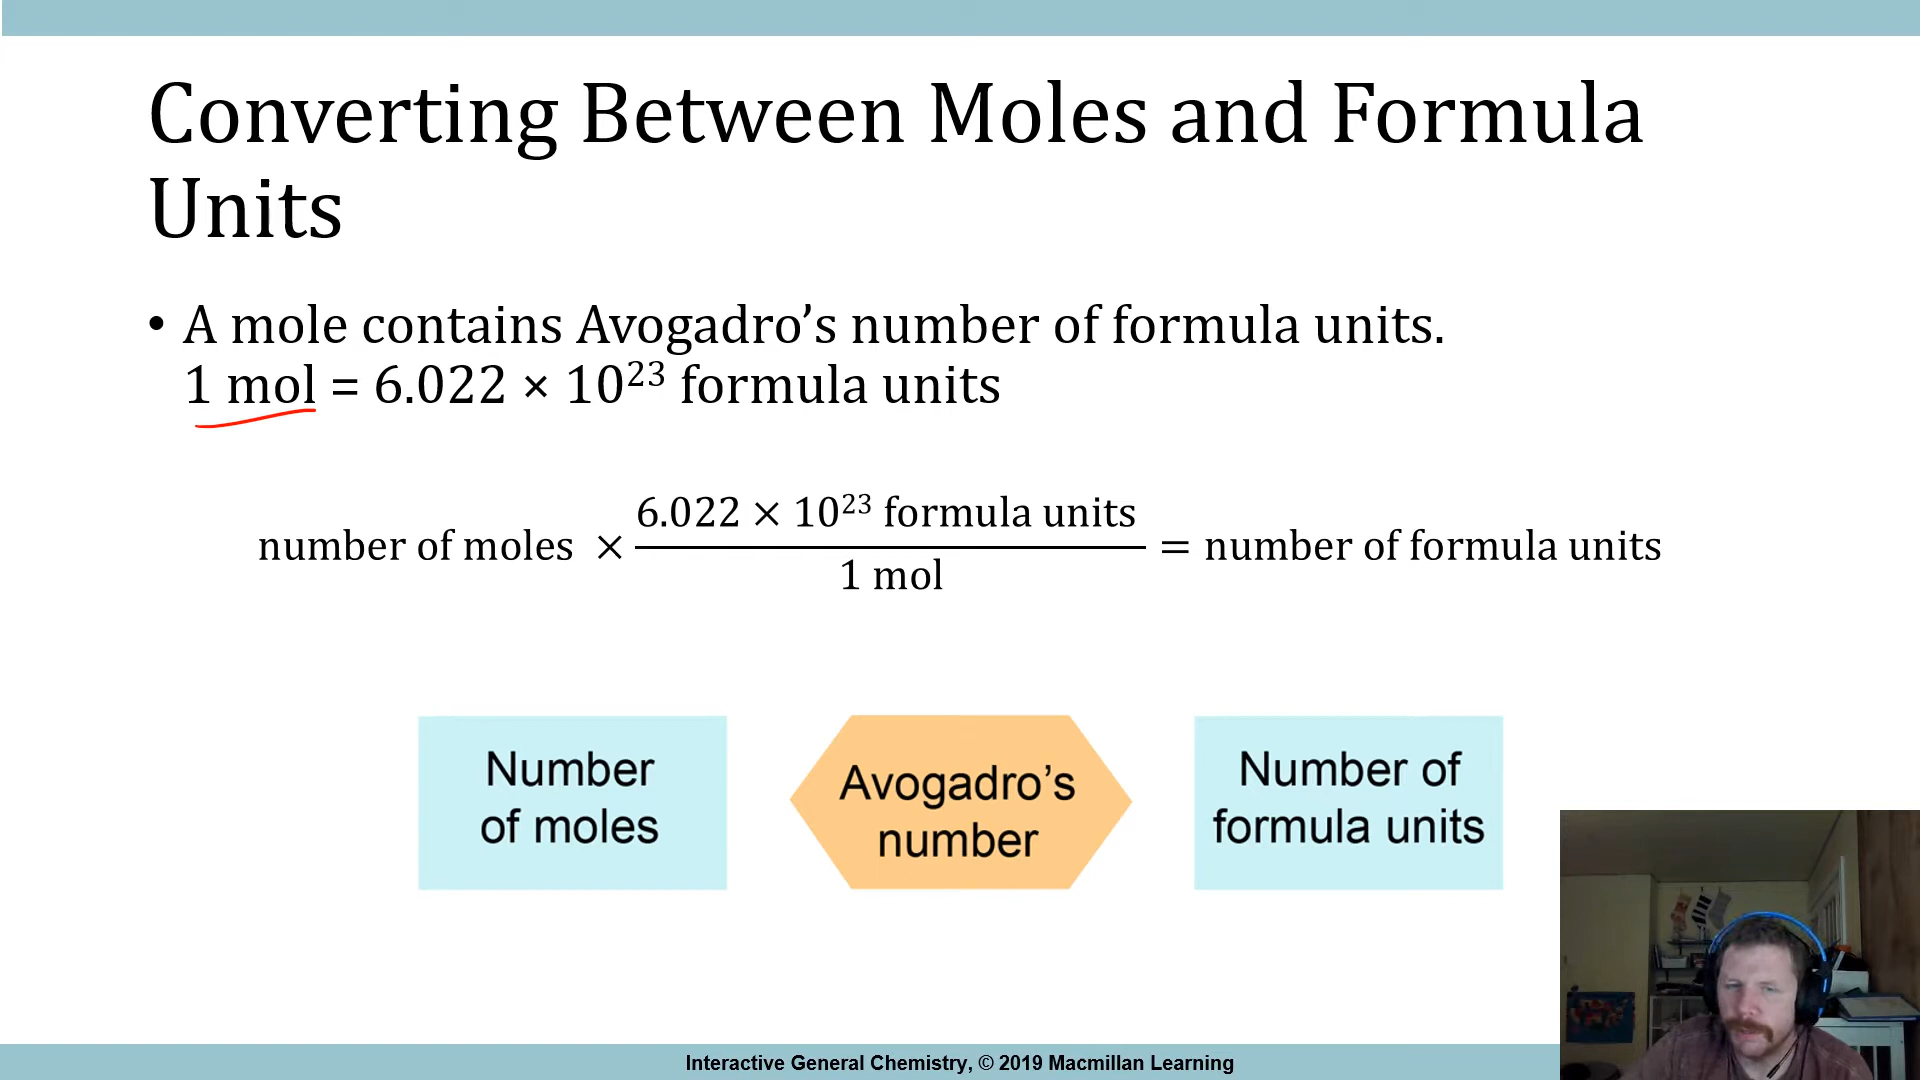 Converting Between Moles and Formula
Units
• A mole contains Avogadro’s number of formula units.
1 mol = 6.022 × 10²³ formula units
6.022 × 10²³ formula units
number of moles × = number of formula units
1 mol
Number
of moles
Avogadro’s
number
Number of
formula units
Interactive General Chemistry, © 2019 Macmillan Learning